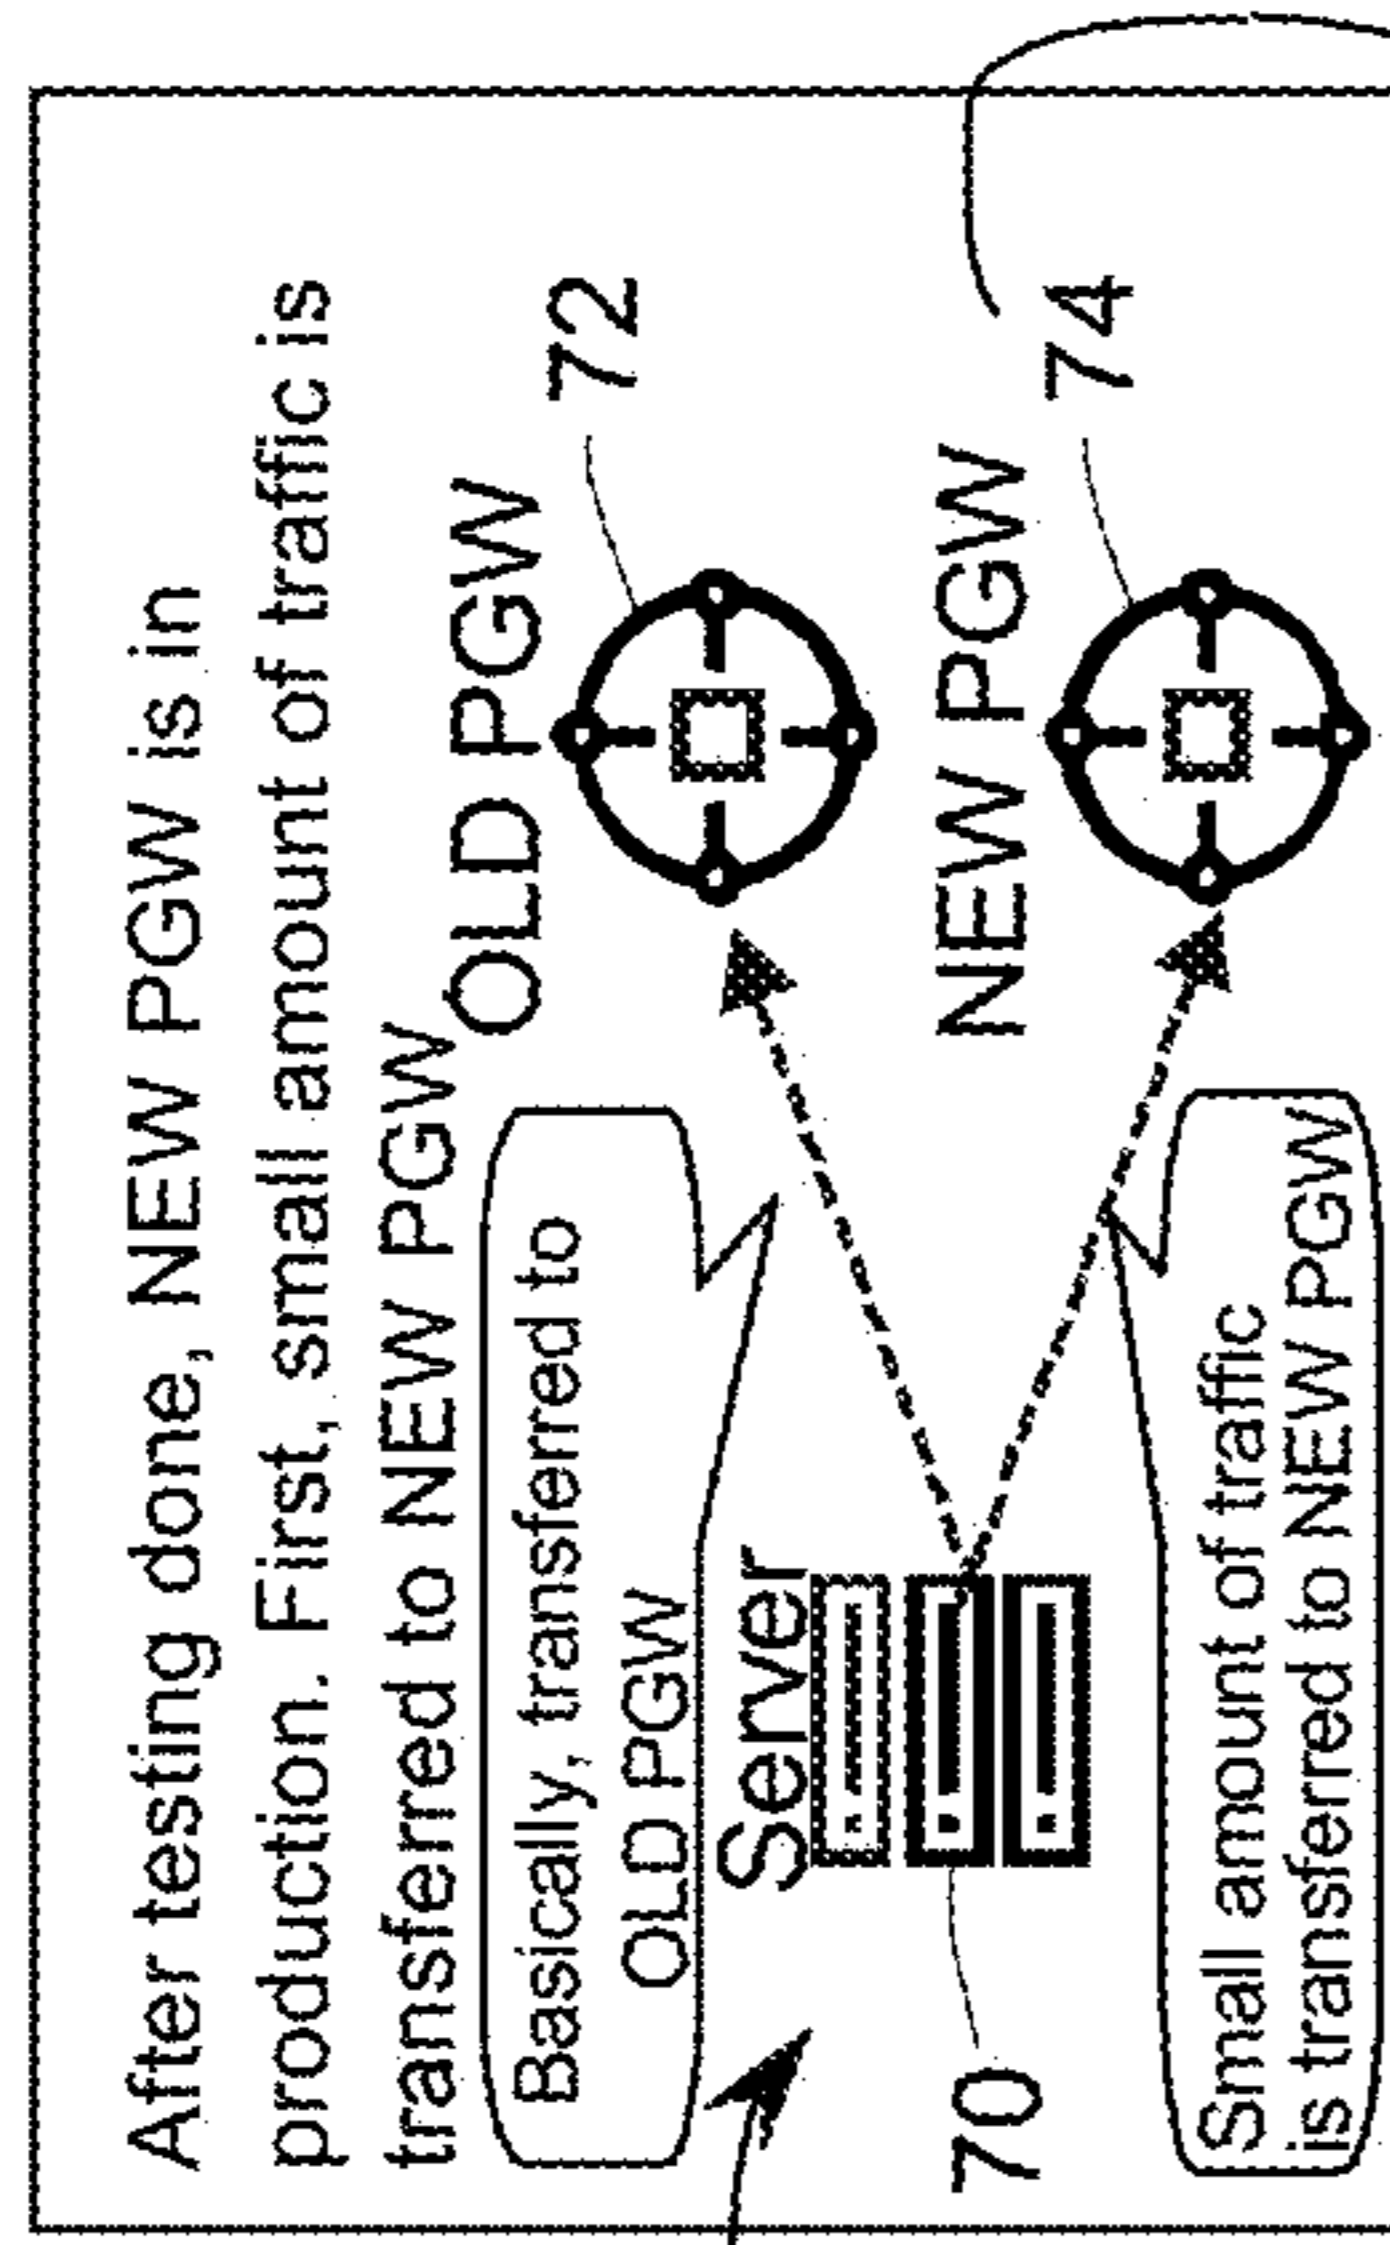 After testing done, NEW PGW is in
production. First, small amount of traffic is
transferred to NEW PGW
OLD PGW
72
Basically, transferred to
OLD PGW
Server
NEW PGW
74
70
Small amount of traffic
is transferred to NEW PGW